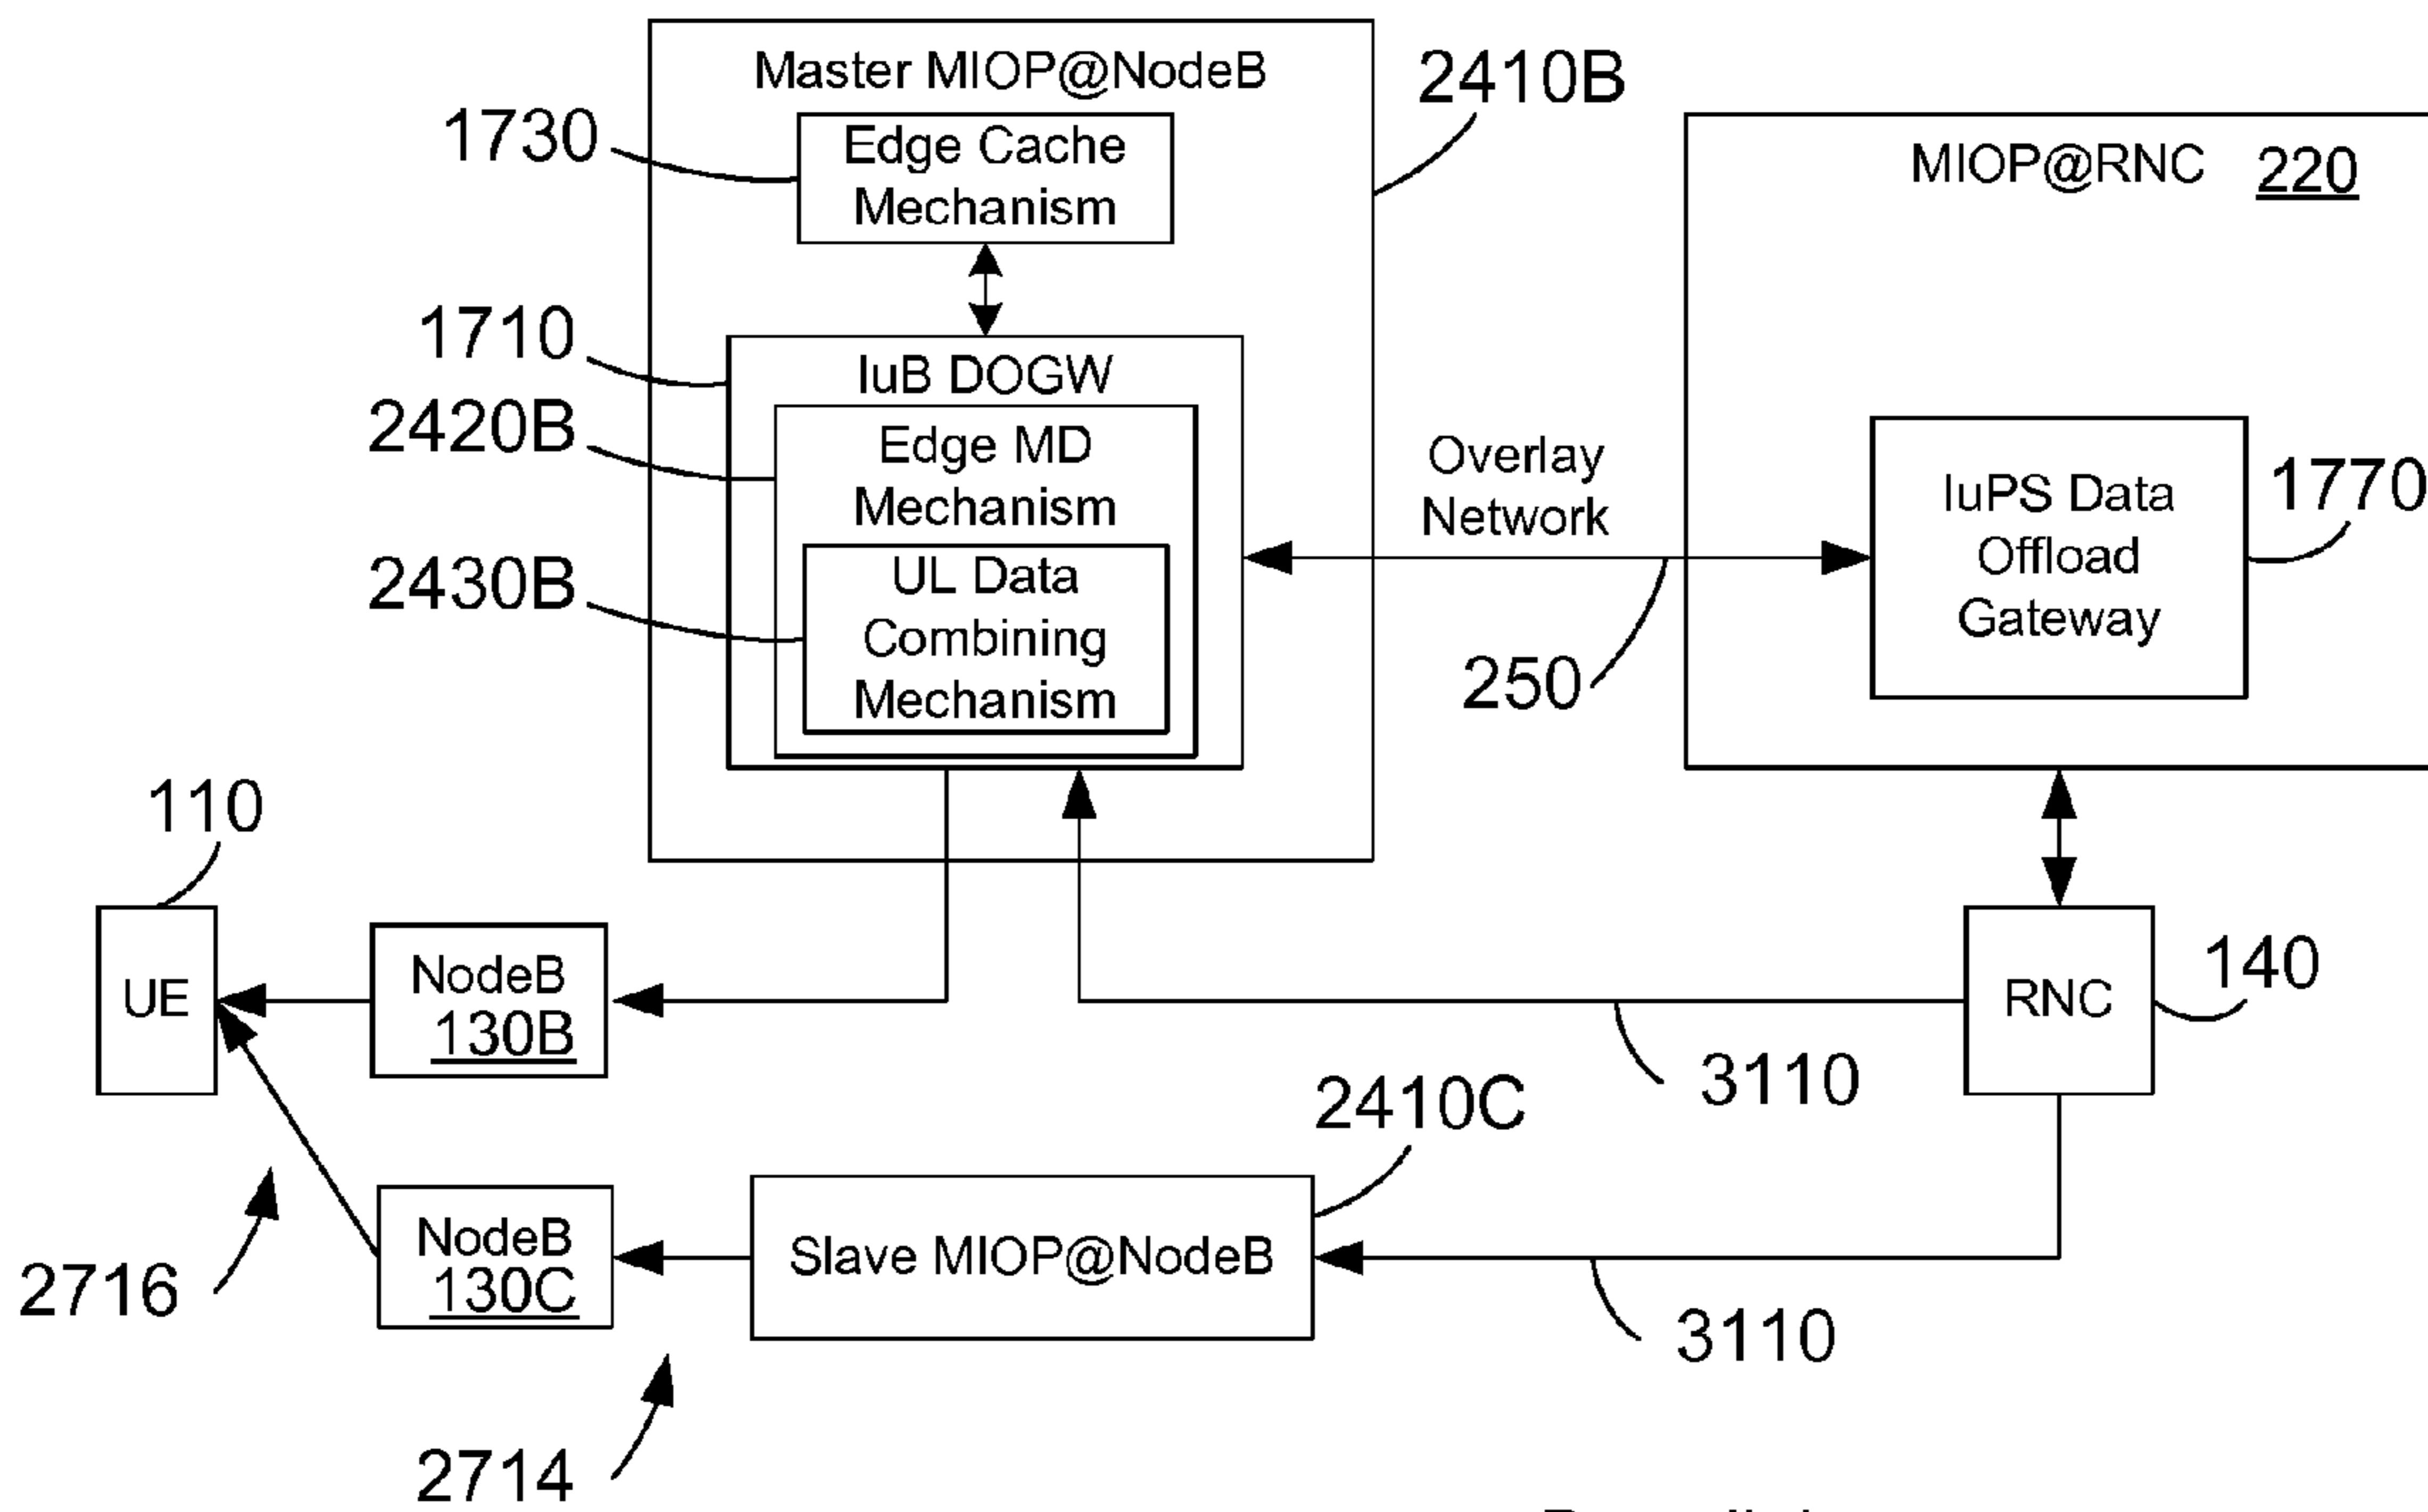 Master MIOP@NodeB
2410B
1730
Edge Cache
Mechanism
MIOP@RNC 220
1710
IuB DOGW
2420B
Edge MD
Mechanism
2430B
UL Data
Combining
Mechanism
Overlay
Network
250
IuPS Data
Offload
Gateway
1770
110
UE
NodeB
130B
RNC
140
3110
2410C
NodeB
130C
Slave MIOP@NodeB
2716
3110
2714